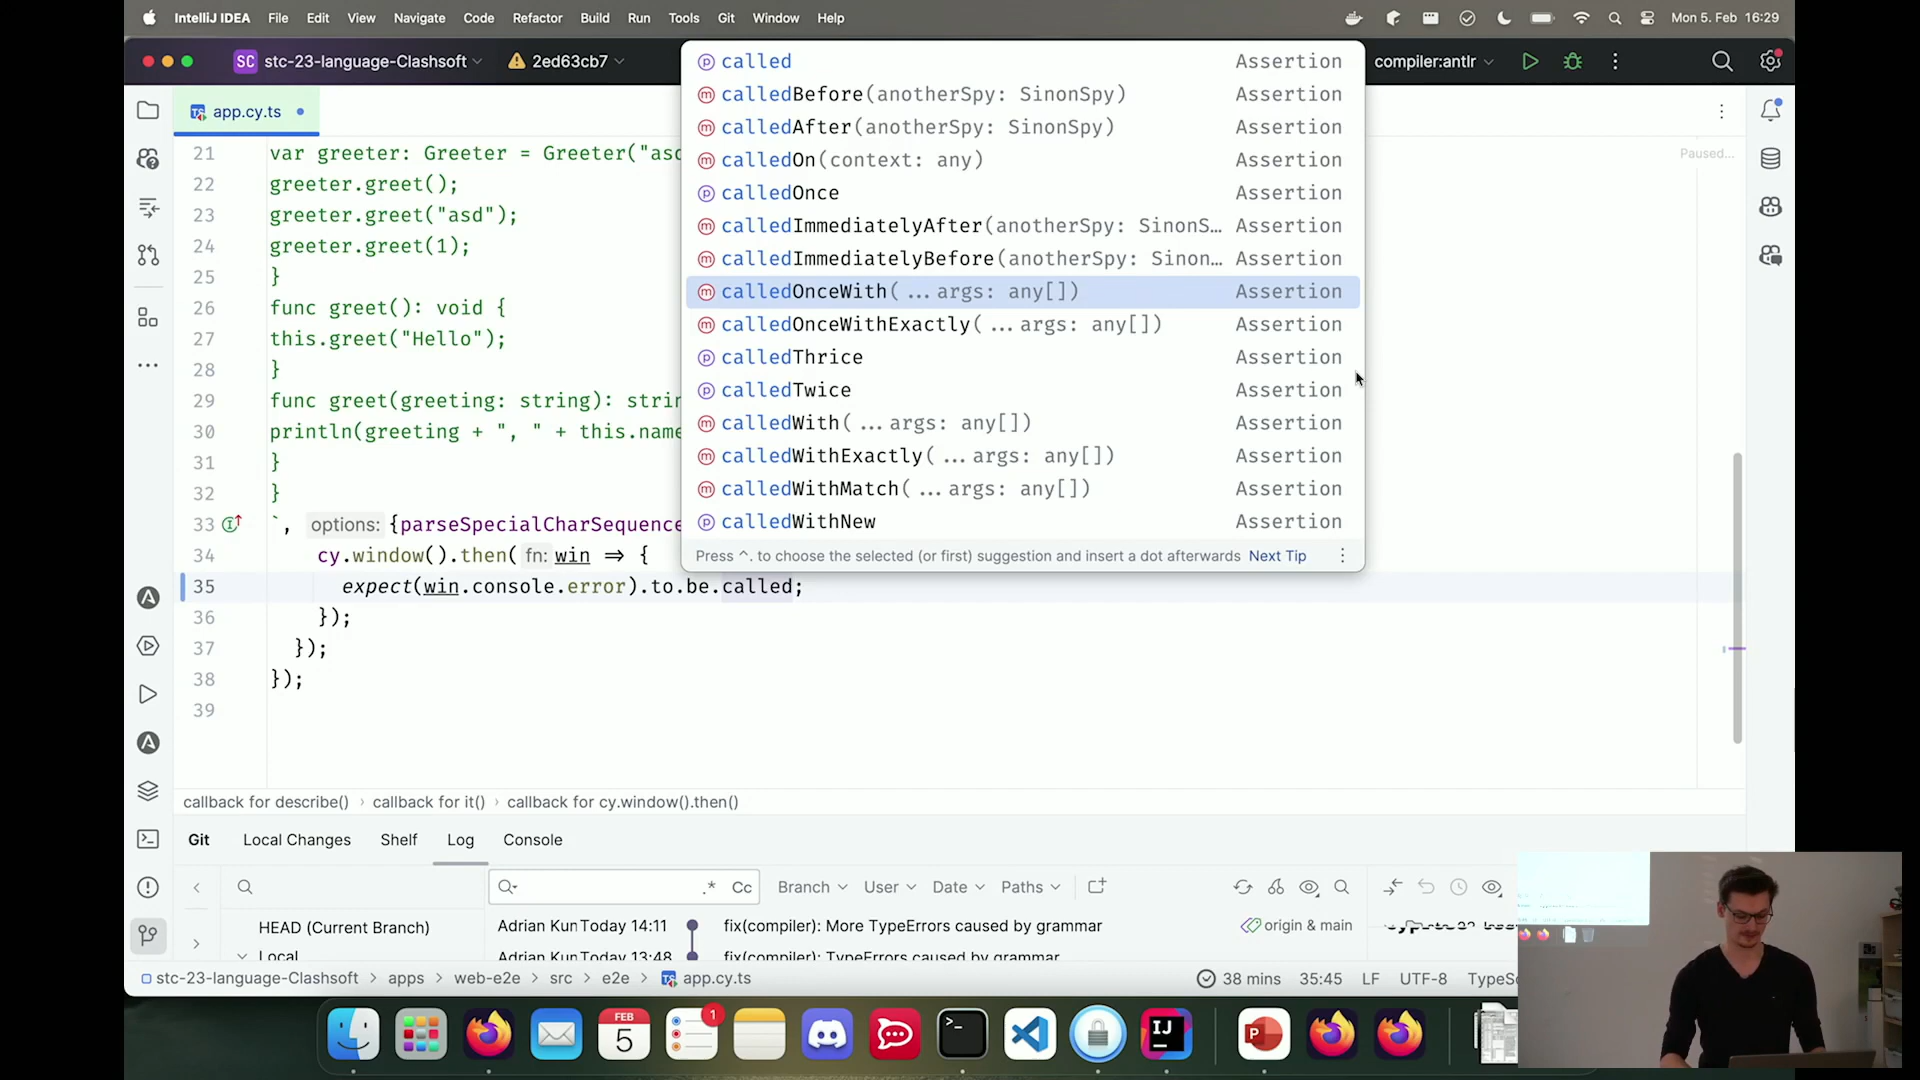 IntelliJ IDEA File Edit View Navigate Code Refactor Build Run Tools Git Window Help Mon 5. Feb 16:29
SC stc-23-language-Clashsoft 2ed63cb7 compiler:antlr
app.cy.ts
Paused...
21 var greeter: Greeter = Greeter("asd
22 greeter.greet();
23 greeter.greet("asd");
24 greeter.greet(1);
25 }
26 func greet(): void {
27 this.greet("Hello");
28 }
29 func greet(greeting: string): strin
30 println(greeting + ", " + this.name
31 }
32 }
33 `, options: {parseSpecialCharSequence
34 cy.window().then( fn: win ⇒ {
35 expect(win.console.error).to.be.called;
36 });
37 });
38 });
39
called Assertion
calledBefore(anotherSpy: SinonSpy) Assertion
calledAfter(anotherSpy: SinonSpy) Assertion
calledOn(context: any) Assertion
calledOnce Assertion
calledImmediatelyAfter(anotherSpy: SinonS… Assertion
calledImmediatelyBefore(anotherSpy: Sinon… Assertion
calledOnceWith(...args: any[]) Assertion
calledOnceWithExactly(...args: any[]) Assertion
calledThrice Assertion
calledTwice Assertion
calledWith(...args: any[]) Assertion
calledWithExactly(...args: any[]) Assertion
calledWithMatch(...args: any[]) Assertion
calledWithNew Assertion
Press ^. to choose the selected (or first) suggestion and insert a dot afterwards Next Tip
callback for describe() › callback for it() › callback for cy.window().then()
Git Local Changes Shelf Log Console
.* Cc Branch User Date Paths
HEAD (Current Branch) Adrian Kun Today 14:11 fix(compiler): More TypeErrors caused by grammar origin & main
Local Adrian Kun Today 13:48 fix(compiler): TypeErrors caused by grammar
stc-23-language-Clashsoft › apps › web-e2e › src › e2e › app.cy.ts 38 mins 35:45 LF UTF-8 TypeSc
FEB
5
1
>_
IJ
P